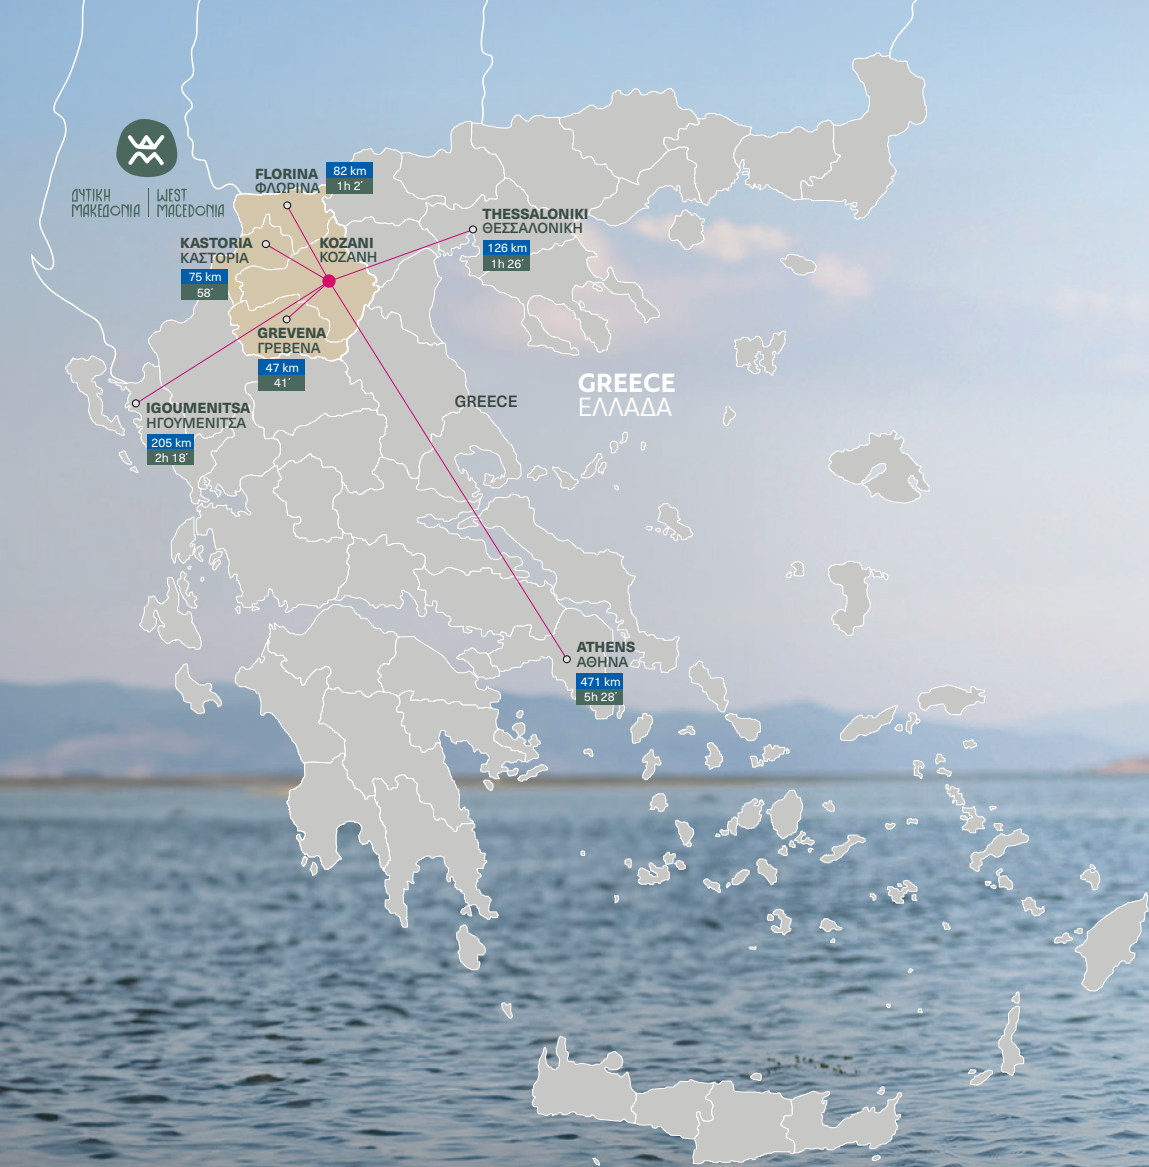 FLORINA
ΦΛΩΡΙΝΑ
82 km
1h 2΄
ΔΥΤΙΚΗ
ΜΑΚΕΔΟΝΙΑ
WEST
MACEDONIA
THESSALONIKI
ΘΕΣΣΑΛΟΝΙΚΗ
126 km
1h 26΄
KASTORIA
ΚΑΣΤΟΡΙΑ
75 km
58΄
KOZANI
ΚΟΖΑΝΗ
GREVENA
ΓΡΕΒΕΝΑ
47 km
41΄
GREECE
GREECE
ΕΛΛΑΔΑ
IGOUMENITSA
ΗΓΟΥΜΕΝΙΤΣΑ
205 km
2h 18΄
ATHENS
ΑΘΗΝΑ
471 km
5h 28΄